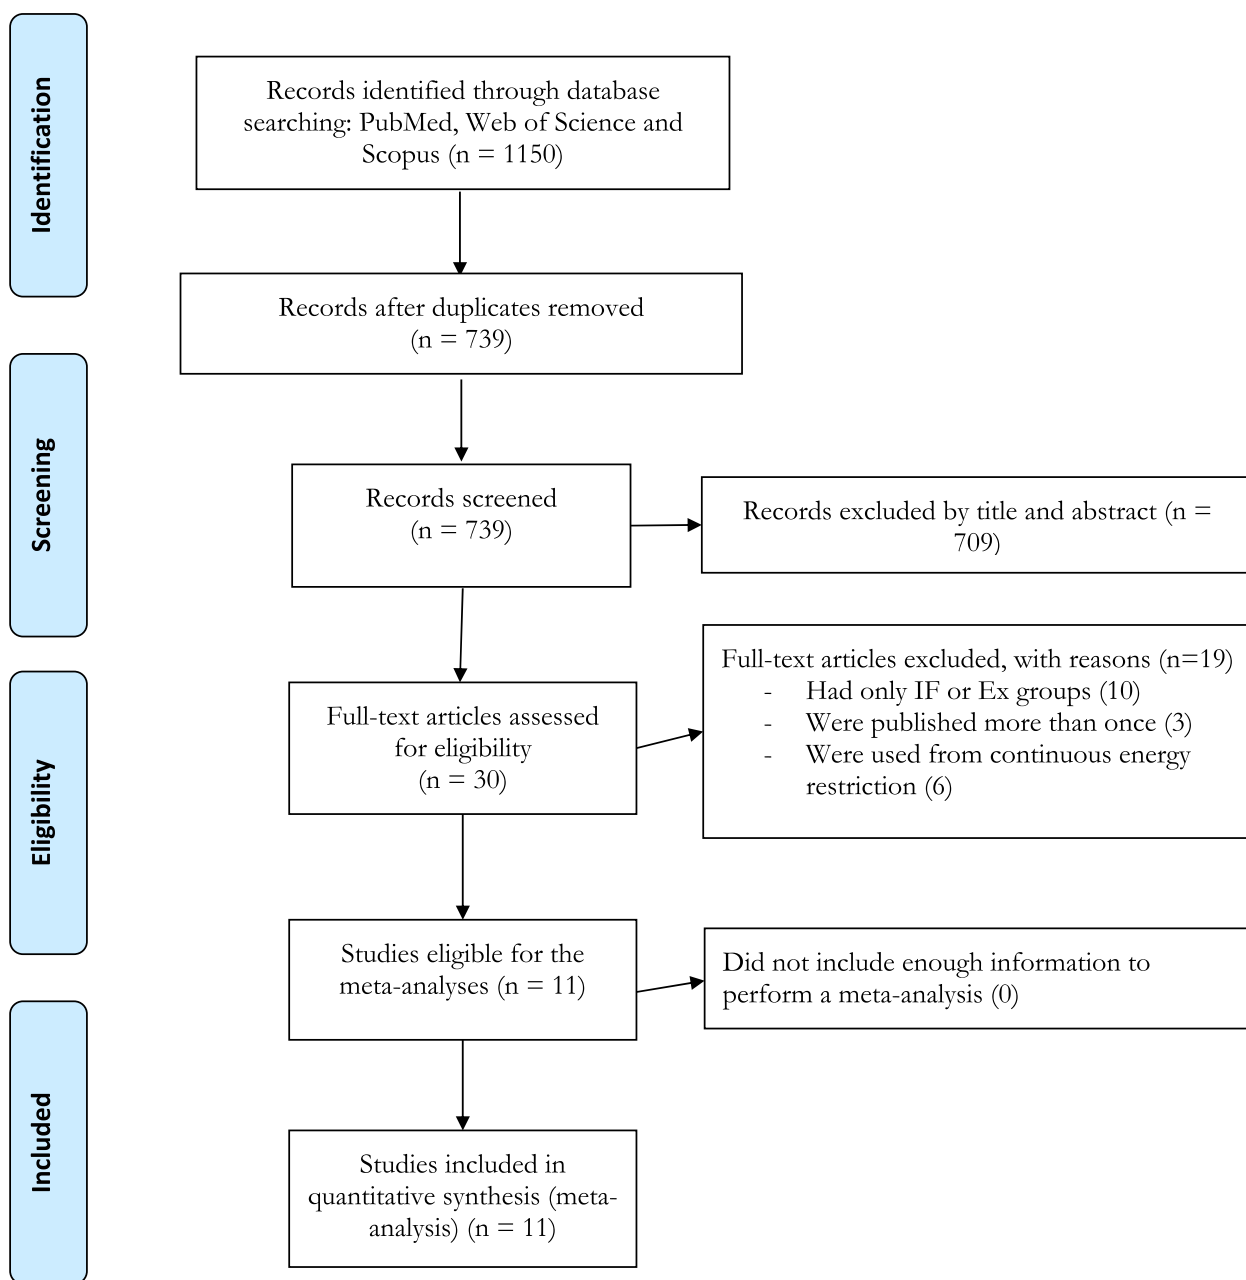 Identification
Records identified through database
searching: PubMed, Web of Science and
Scopus (n = 1150)
Records after duplicates removed
(n = 739)
Screening
Records screened
(n = 739)
Records excluded by title and abstract (n =
709)
Eligibility
Full-text articles assessed
for eligibility
(n = 30)
Full-text articles excluded, with reasons (n=19)
- Had only IF or Ex groups (10)
- Were published more than once (3)
- Were used from continuous energy
restriction (6)
Studies eligible for the
meta-analyses (n = 11)
Did not include enough information to
perform a meta-analysis (0)
Included
Studies included in
quantitative synthesis (meta-
analysis) (n = 11)